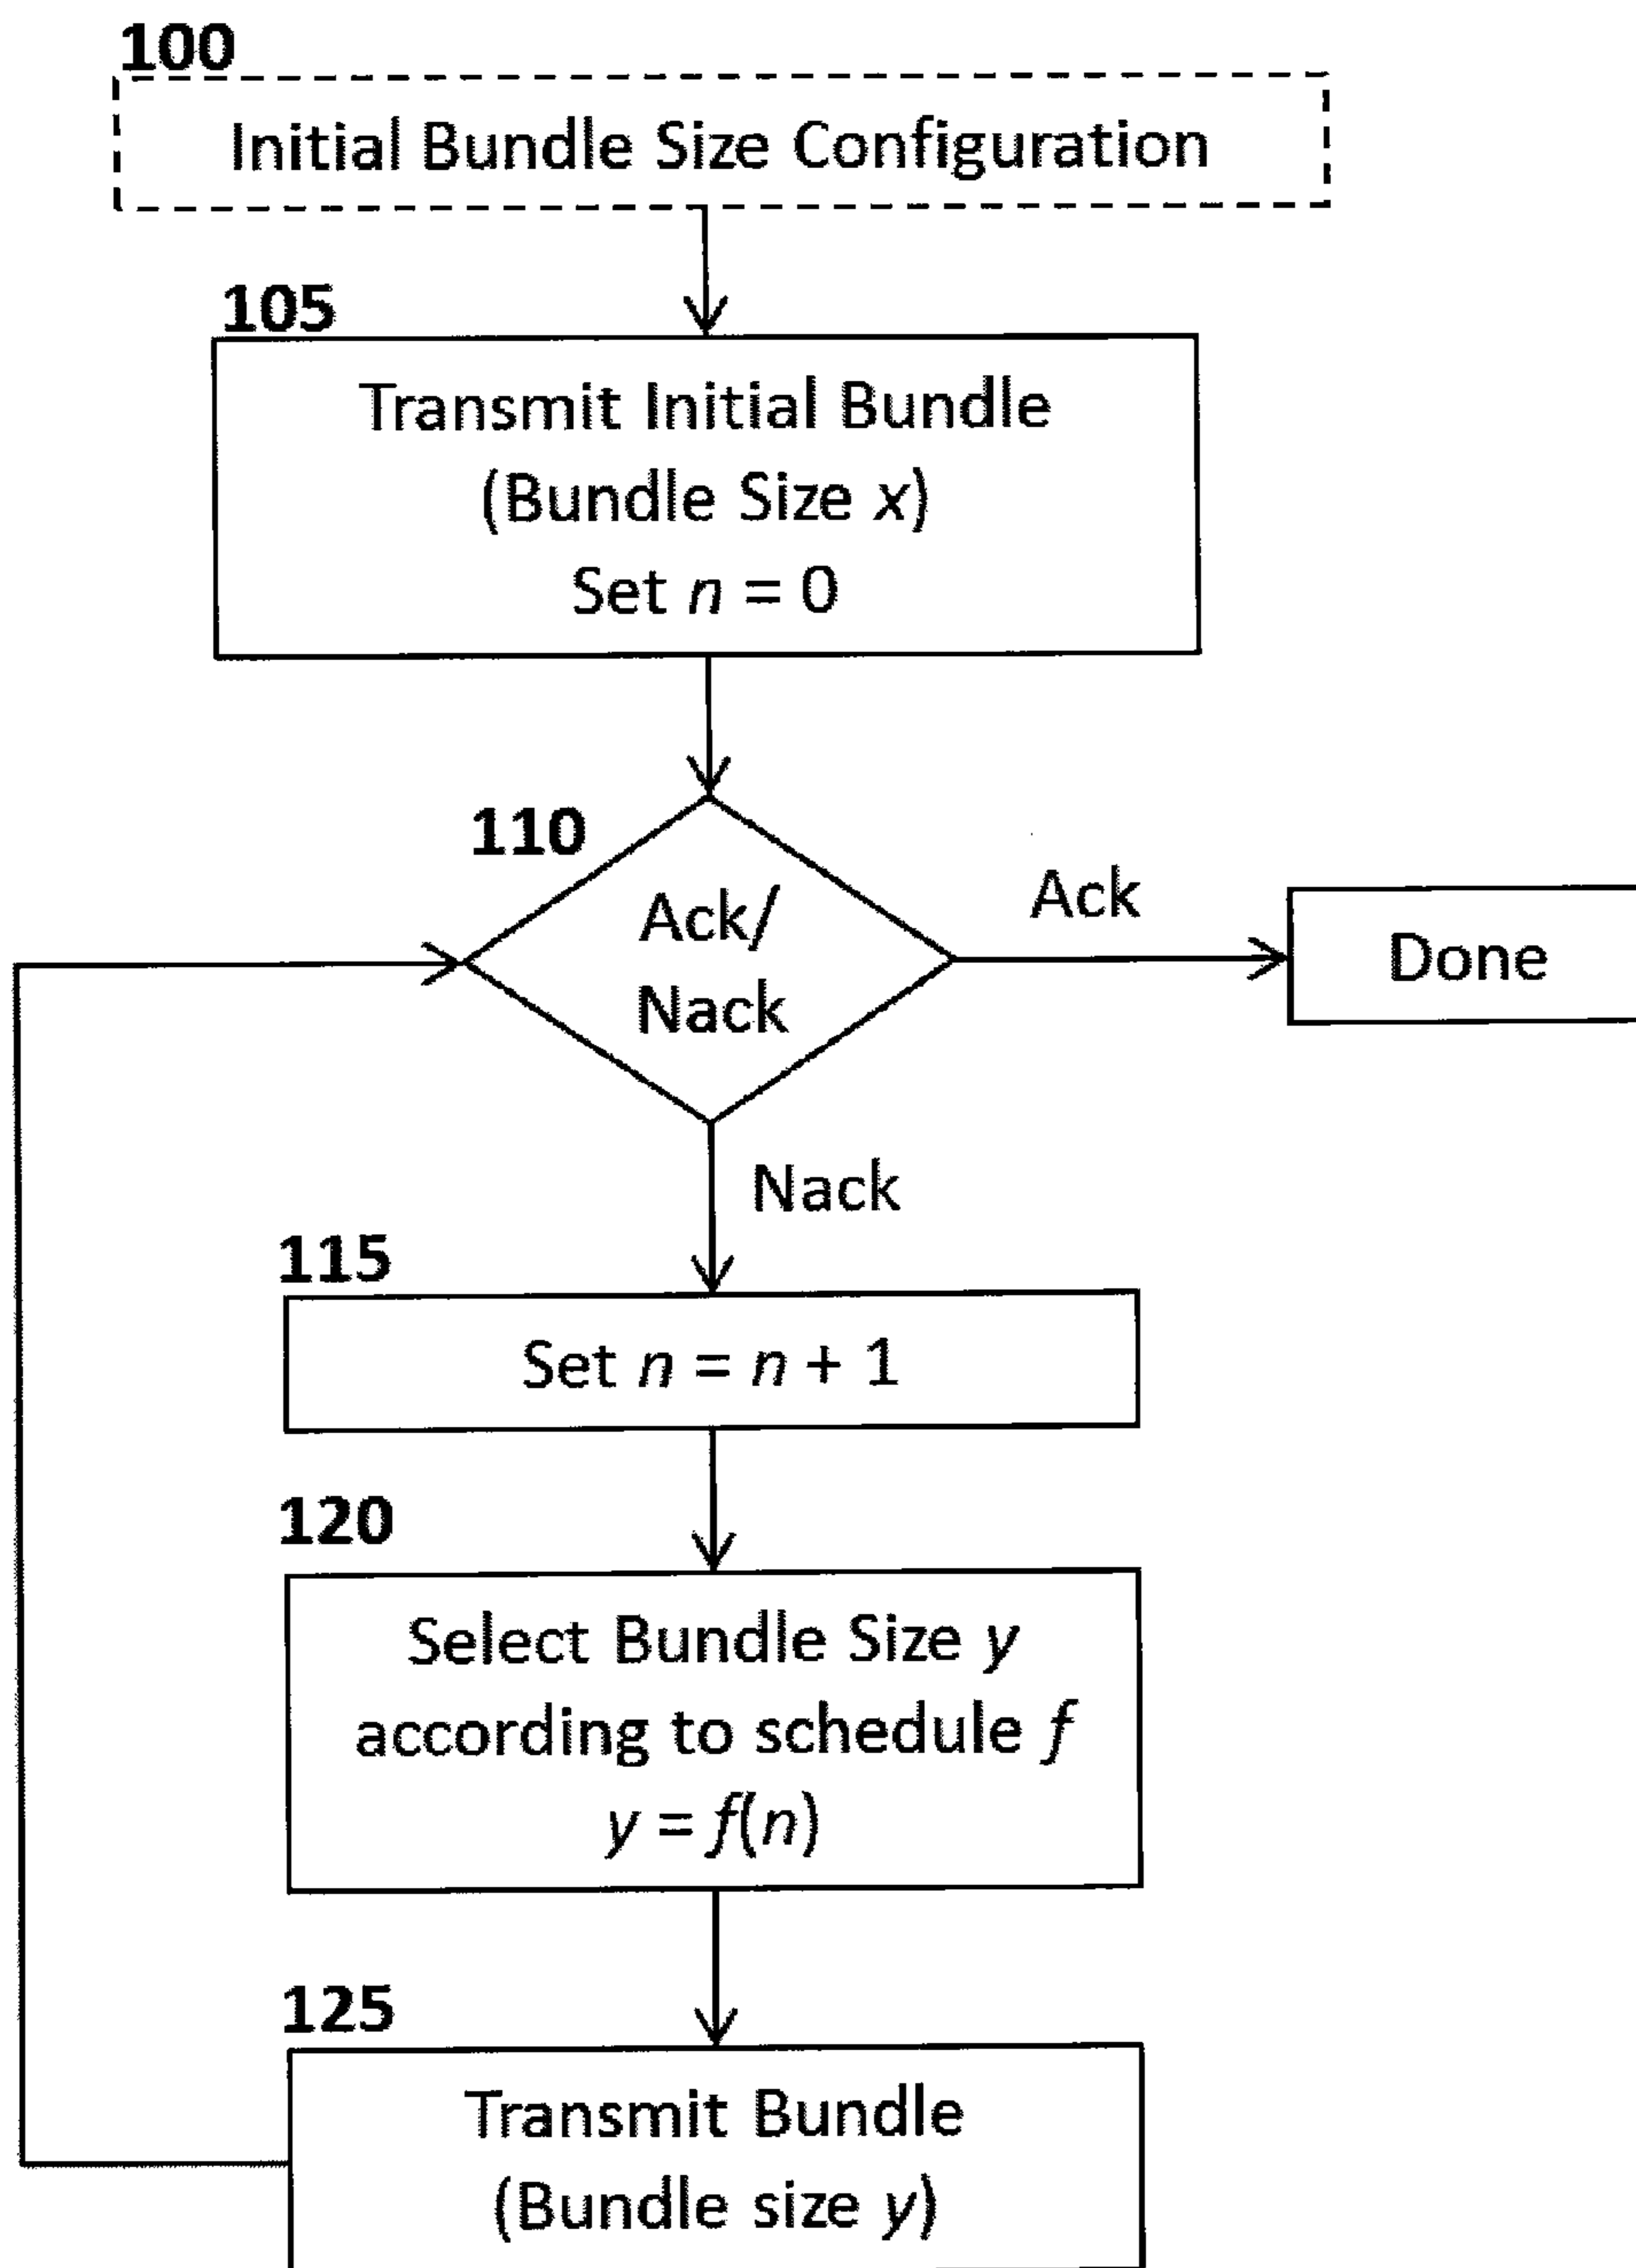 100
Initial Bundle Size Configuration
105
Transmit Initial Bundle
(Bundle Size x)
Set n = 0
110
Ack/
Nack
Ack
Done
Nack
115
Set n = n + 1
120
Select Bundle Size y
according to schedule f
y = f(n)
125
Transmit Bundle
(Bundle size y)